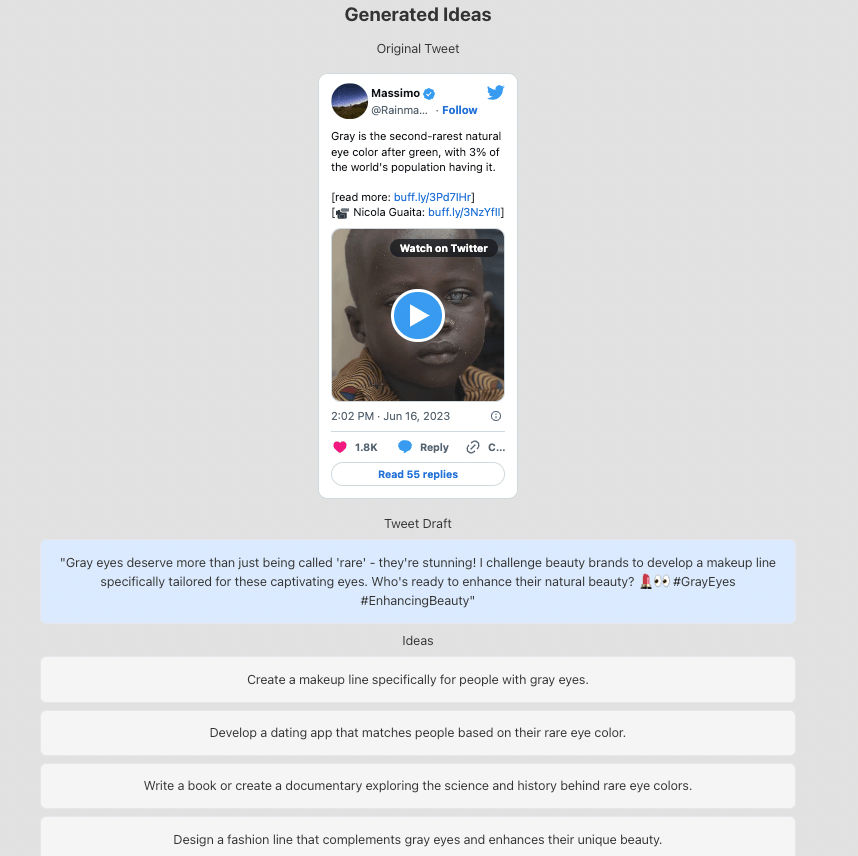 Generated Ideas
Original Tweet
Massimo
@Rainma... · Follow
Gray is the second-rarest natural
eye color after green, with 3% of
the world's population having it.
[read more: buff.ly/3Pd7lHr]
[📹 Nicola Guaita: buff.ly/3NzYfIl]
Watch on Twitter
2:02 PM · Jun 16, 2023
1.8K Reply C...
Read 55 replies
Tweet Draft
"Gray eyes deserve more than just being called 'rare' - they're stunning! I challenge beauty brands to develop a makeup line
specifically tailored for these captivating eyes. Who's ready to enhance their natural beauty? 💄👀 #GrayEyes
#EnhancingBeauty"
Ideas
Create a makeup line specifically for people with gray eyes.
Develop a dating app that matches people based on their rare eye color.
Write a book or create a documentary exploring the science and history behind rare eye colors.
Design a fashion line that complements gray eyes and enhances their unique beauty.